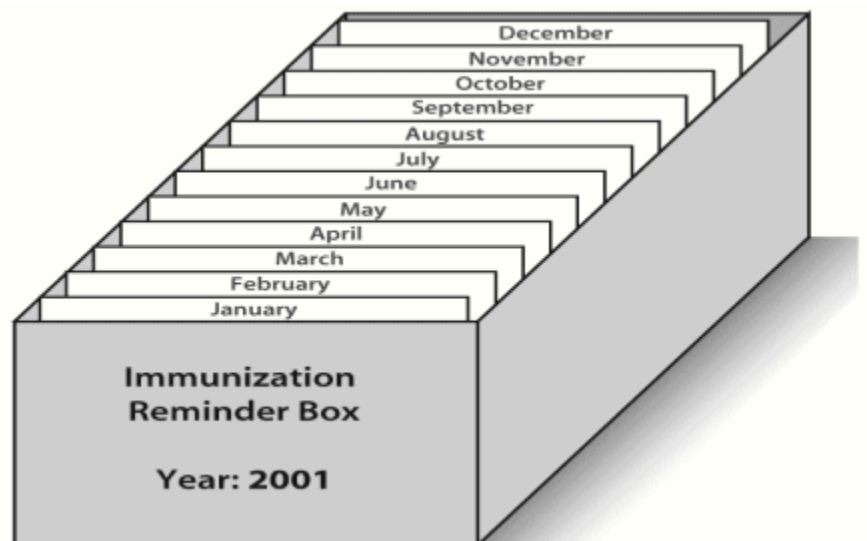 December
November
October
September
August
July
June
May
April
March
February
January
Immunization
Reminder Box
Year: 2001